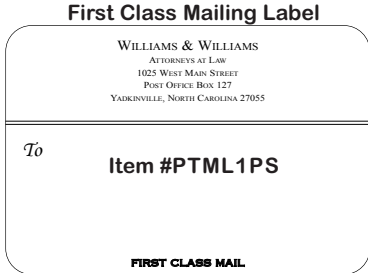 First Class Mailing Label
WILLIAMS & WILLIAMS
ATTORNEYS AT LAW
1025 WEST MAIN STREET
POST OFFICE BOX 127
YADKINVILLE, NORTH CAROLINA 27055
To
Item #PTML1PS
FIRST CLASS MAIL